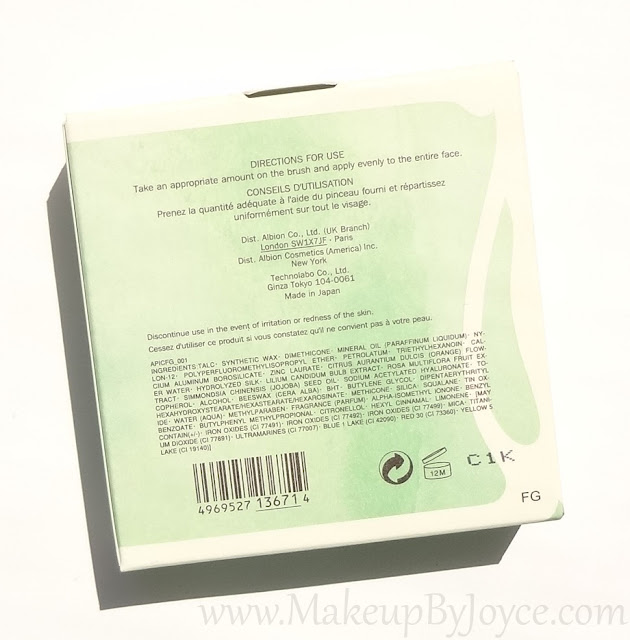 DIRECTIONS FOR USE
Take an appropriate amount on the brush and apply evenly to the entire face.
CONSEILS D'UTILISATION
Prenez la quantité adéquate à l'aide du pinceau fourni et répartissez
uniformément sur tout le visage.
Dist. Albion Co., Ltd. (UK Branch)
London SW1X7JF - Paris
Dist. Albion Cosmetics (America) Inc.
New York
Technolabo Co., Ltd.
Ginza Tokyo 104-0061
Made in Japan
Discontinue use in the event of irritation or redness of the skin.
Cessez d'utiliser ce produit si vous constatez qu'il ne convient pas à votre peau.
APICFG_001
INGREDIENTS:TALC· SYNTHETIC WAX· DIMETHICONE· MINERAL OIL (PARAFFINUM LIQUIDUM)· NY-
LON-12· POLYPERFLUOROMETHYLISOPROPYL ETHER· PETROLATUM· TRIETHYLHEXANOIN· CAL-
CIUM ALUMINUM BOROSILICATE· ZINC LAURATE· CITRUS AURANTIUM DULCIS (ORANGE) FLOW-
ER WATER· HYDROLYZED SILK· LILIUM CANDIDUM BULB EXTRACT· ROSA MULTIFLORA FRUIT EX-
TRACT· SIMMONDSIA CHINENSIS (JOJOBA) SEED OIL· SODIUM ACETYLATED HYALURONATE· TO-
COPHEROL· ALCOHOL· BEESWAX (CERA ALBA)· BHT· BUTYLENE GLYCOL· DIPENTAERYTHRITYL
HEXAHYDROXYSTEARATE/HEXASTEARATE/HEXAROSINATE· METHICONE· SILICA· SQUALANE· TIN OX-
IDE· WATER (AQUA)· METHYLPARABEN· FRAGRANCE (PARFUM)· ALPHA-ISOMETHYL IONONE· BENZYL
BENZOATE· BUTYLPHENYL METHYLPROPIONAL· CITRONELLOL· HEXYL CINNAMAL· LIMONENE· [MAY
CONTAIN(+/-)· IRON OXIDES (CI 77491)· IRON OXIDES (CI 77492)· IRON OXIDES (CI 77499)· MICA· TITANI-
UM DIOXIDE (CI 77891)· ULTRAMARINES (CI 77007)· BLUE 1 LAKE (CI 42090)· RED 30 (CI 73360)· YELLOW 5
LAKE (CI 19140)]
4969527 136714
12M
C1K
FG
www.MakeupByJoyce.com